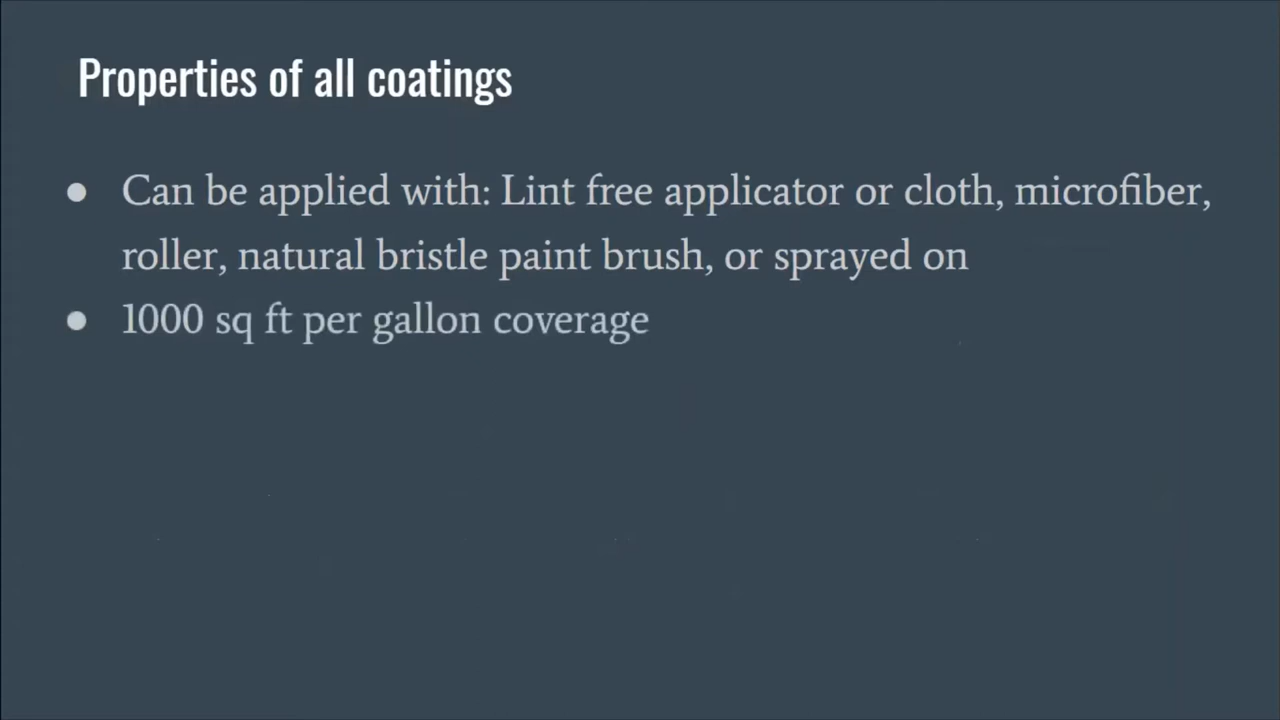 Properties of all coatings
● Can be applied with: Lint free applicator or cloth, microfiber,
roller, natural bristle paint brush, or sprayed on
● 1000 sq ft per gallon coverage